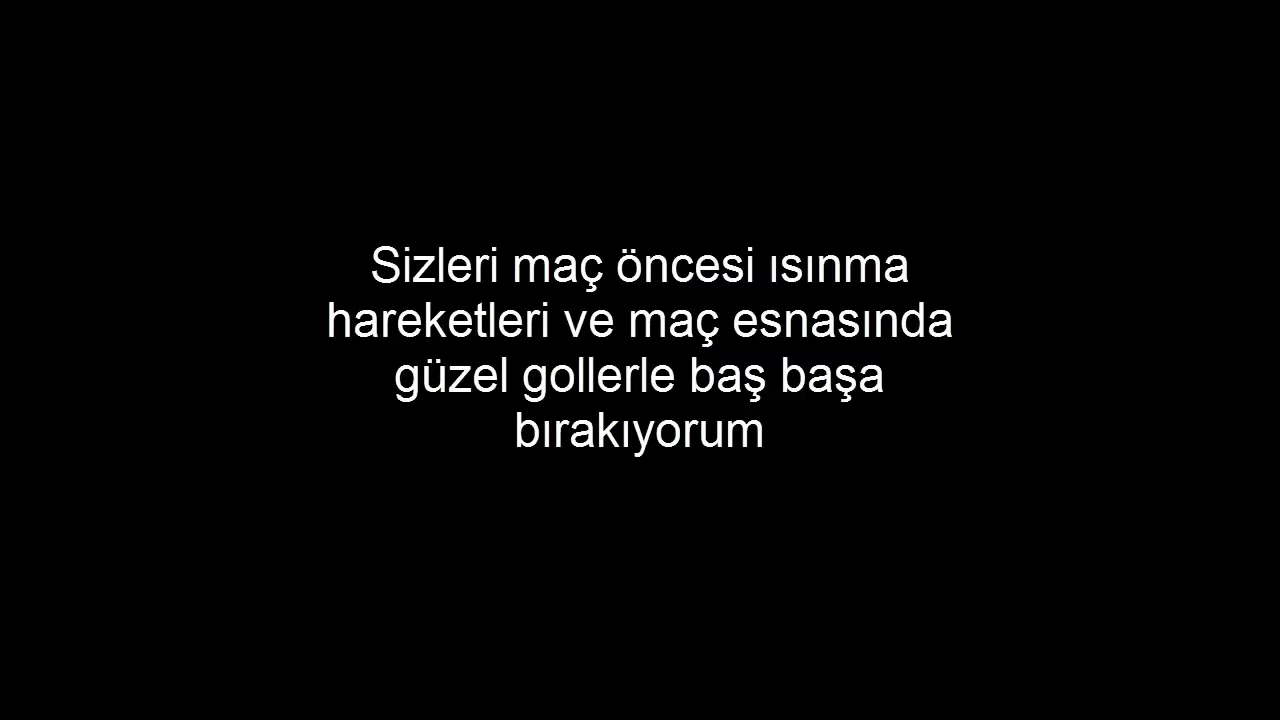 Sizleri maç öncesi ısınma
hareketleri ve maç esnasında
güzel gollerle baş başa
bırakıyorum